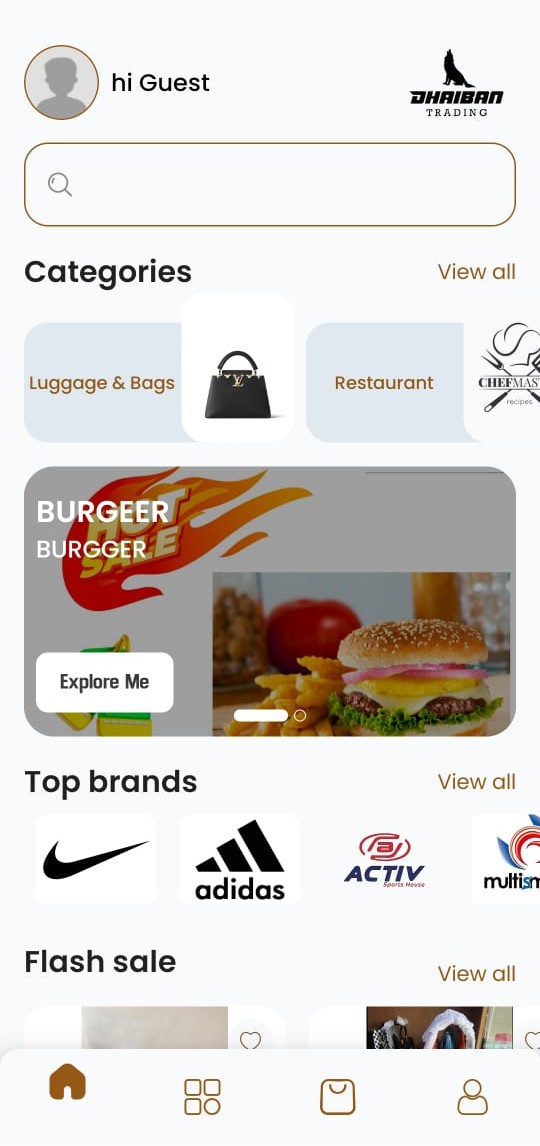 hi Guest
DHAIBAN
TRADING
Categories
View all
Luggage & Bags
Restaurant
CHEFMAST
recipes
HOT
SALE
BURGEER
BURGGER
Explore Me
Top brands
View all
adidas
ACTIV
Sports House
multism
Flash sale
View all